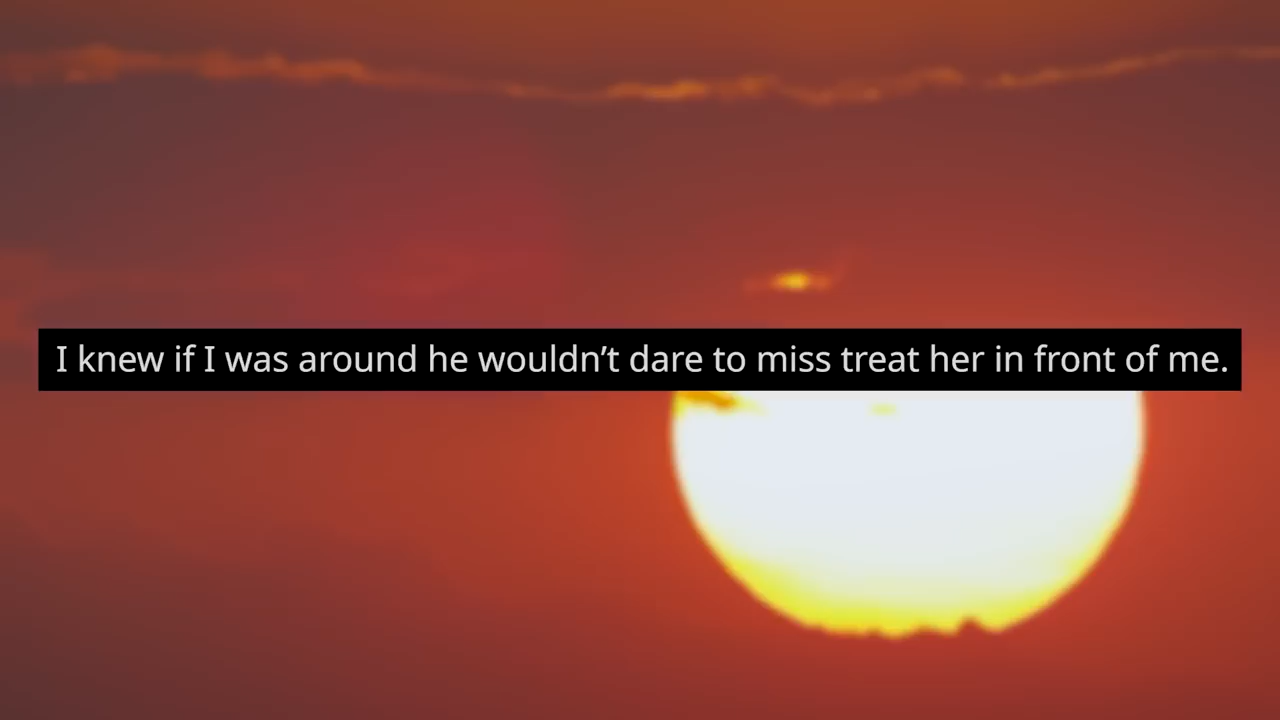 I knew if I was around he wouldn’t dare to miss treat her in front of me.